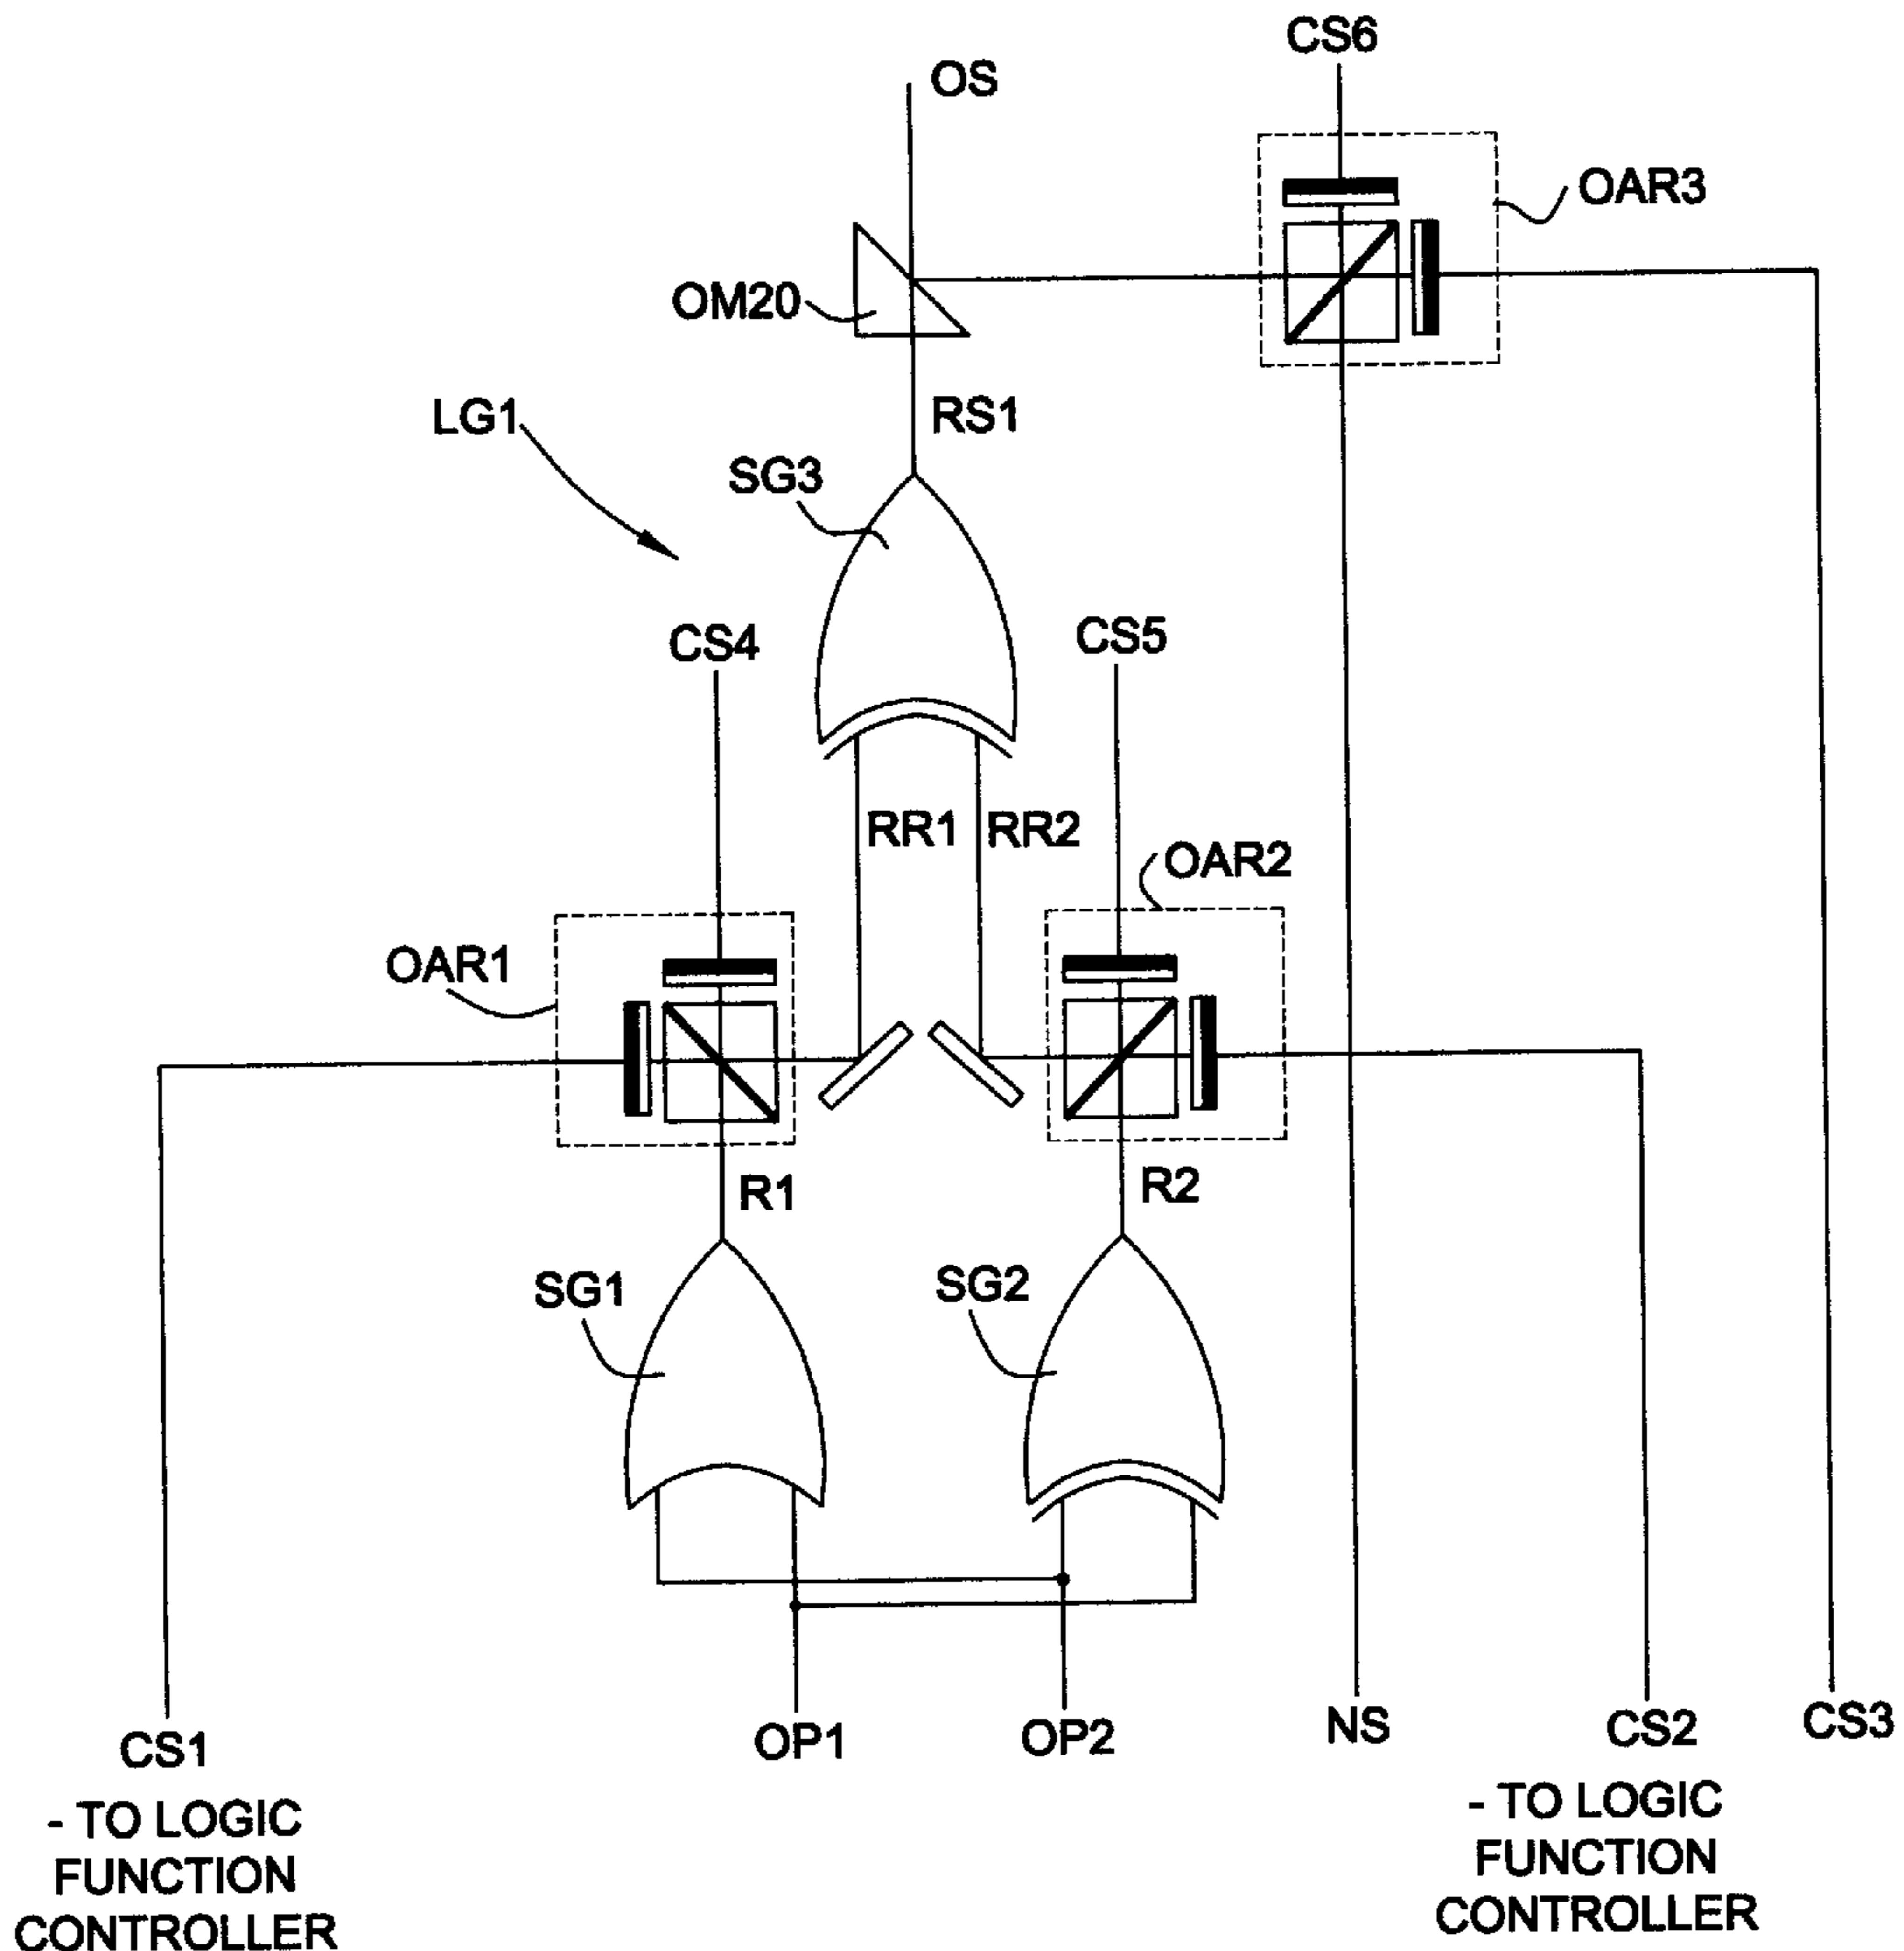 CS6
OS
OAR3
OM20
LG1
RS1
SG3
CS4
CS5
RR1
RR2
OAR2
OAR1
R1
R2
SG1
SG2
OP1
OP2
NS
CS2
CS3
CS1
- TO LOGIC
FUNCTION
CONTROLLER
- TO LOGIC
FUNCTION
CONTROLLER